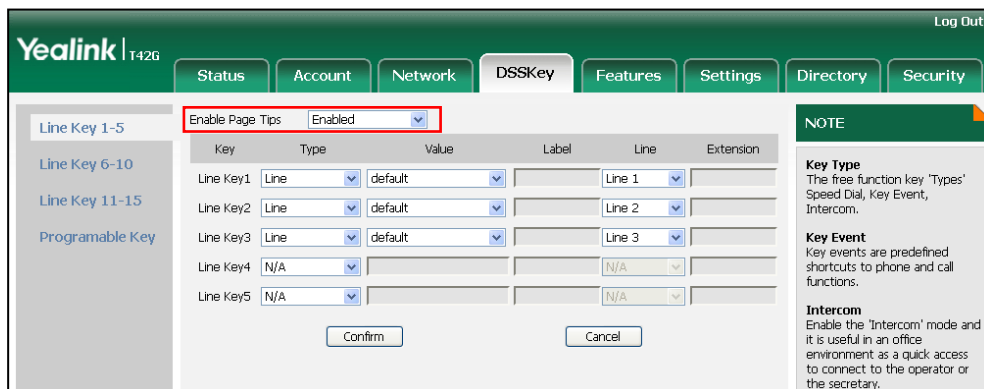 Log Out
Yealink T42G
Status Account Network DSSKey Features Settings Directory Security
Line Key 1-5
Line Key 6-10
Line Key 11-15
Programable Key
Enable Page Tips Enabled
Key Type Value Label Line Extension
Line Key1 Line default Line 1
Line Key2 Line default Line 2
Line Key3 Line default Line 3
Line Key4 N/A N/A
Line Key5 N/A N/A
Confirm Cancel
NOTE
Key Type
The free function key 'Types'
Speed Dial, Key Event,
Intercom.
Key Event
Key events are predefined
shortcuts to phone and call
functions.
Intercom
Enable the 'Intercom' mode and
it is useful in an office
environment as a quick access
to connect to the operator or
the secretary.